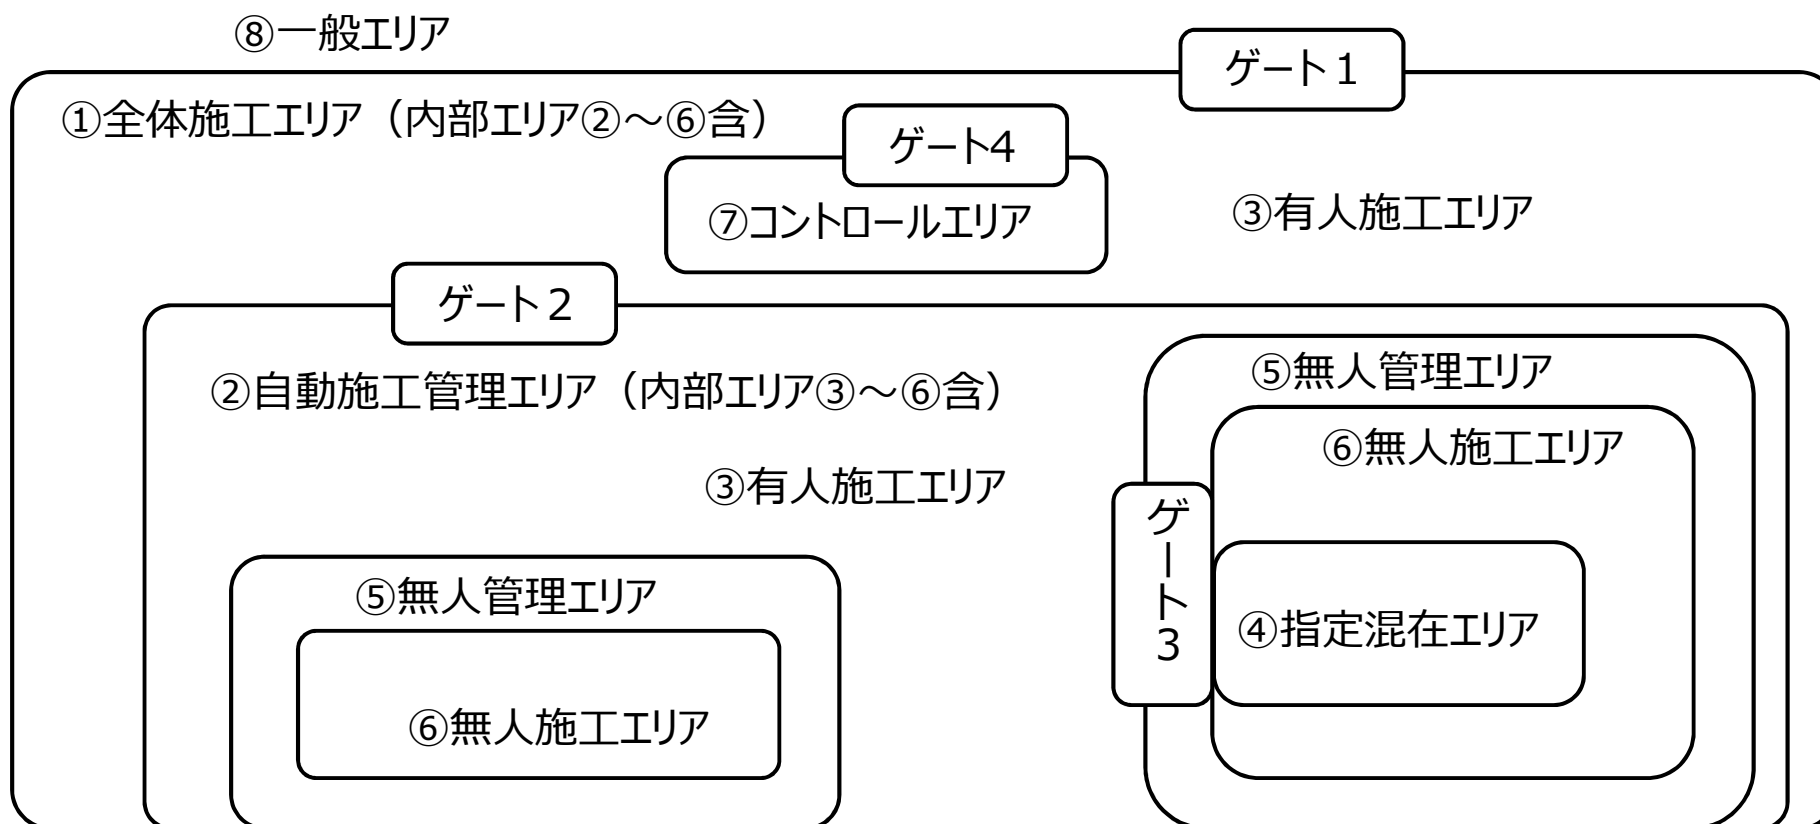 ⑧一般エリア
ゲート１
①全体施工エリア（内部エリア②～⑥含）
ゲート4
⑦コントロールエリア
③有人施工エリア
ゲート２
②自動施工管理エリア（内部エリア③～⑥含）
⑤無人管理エリア
⑥無人施工エリア
③有人施工エリア
ゲート3
④指定混在エリア
⑤無人管理エリア
⑥無人施工エリア